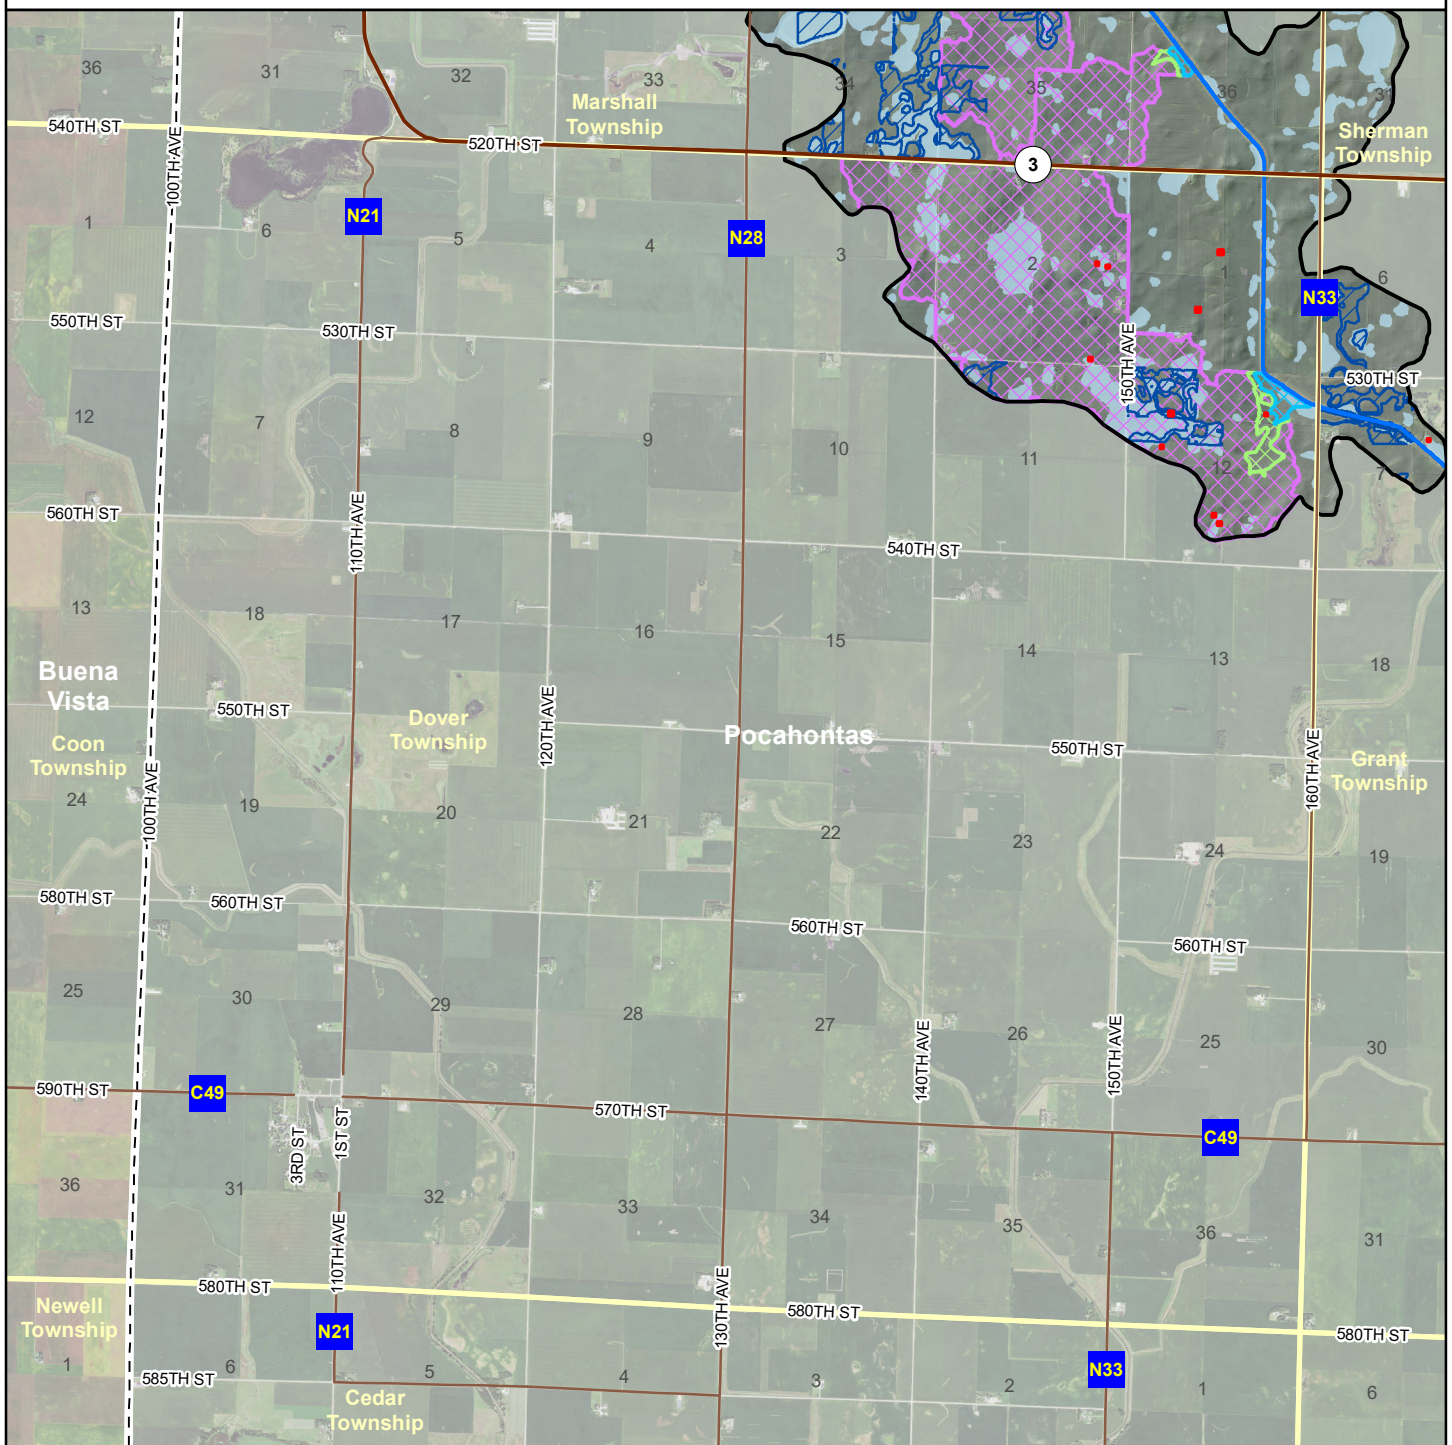 36
31
32
33
34
35
36
31
Marshall
Township
Sherman
Township
540TH ST
100TH AVE
520TH ST
3
N21
N28
1
6
5
4
3
2
1
6
N33
550TH ST
530TH ST
150TH AVE
530TH ST
12
7
8
9
10
11
12
7
560TH ST
110TH AVE
540TH ST
13
18
17
16
15
14
13
18
Buena
Vista
550TH ST
Dover
Township
120TH AVE
Pocahontas
550TH ST
160TH AVE
Grant
Township
Coon
Township
100TH AVE
24
19
20
21
22
23
24
19
580TH ST
560TH ST
560TH ST
560TH ST
25
30
29
28
27
26
25
30
140TH AVE
150TH AVE
590TH ST
C49
570TH ST
C49
3RD ST
1ST ST
36
31
32
33
34
35
36
31
110TH AVE
580TH ST
130TH AVE
580TH ST
580TH ST
Newell
Township
N21
N33
1
6
5
4
3
2
1
6
585TH ST
Cedar
Township